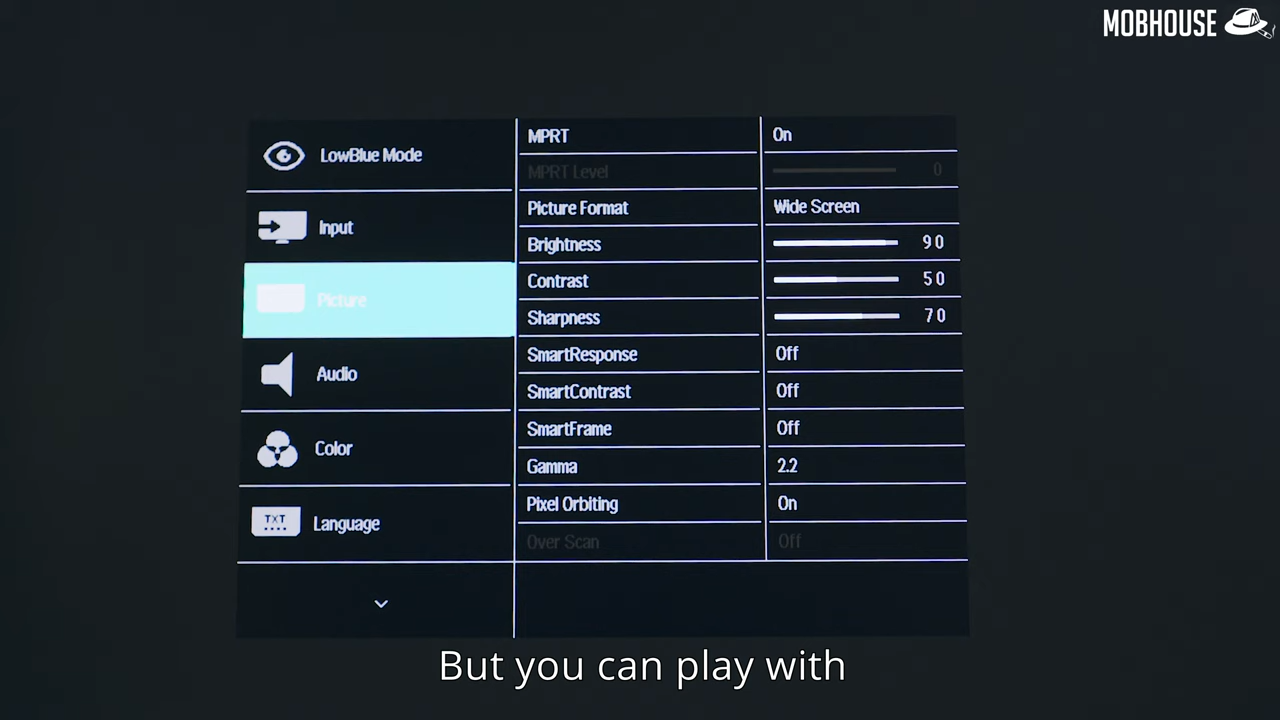 MOBHOUSE
LowBlue Mode
Input
Picture
Audio
Color
TXT
Language
MPRT On
MPRT Level 0
Picture Format Wide Screen
Brightness 90
Contrast 50
Sharpness 70
SmartResponse Off
SmartContrast Off
SmartFrame Off
Gamma 2.2
Pixel Orbiting On
Over Scan Off
But you can play with